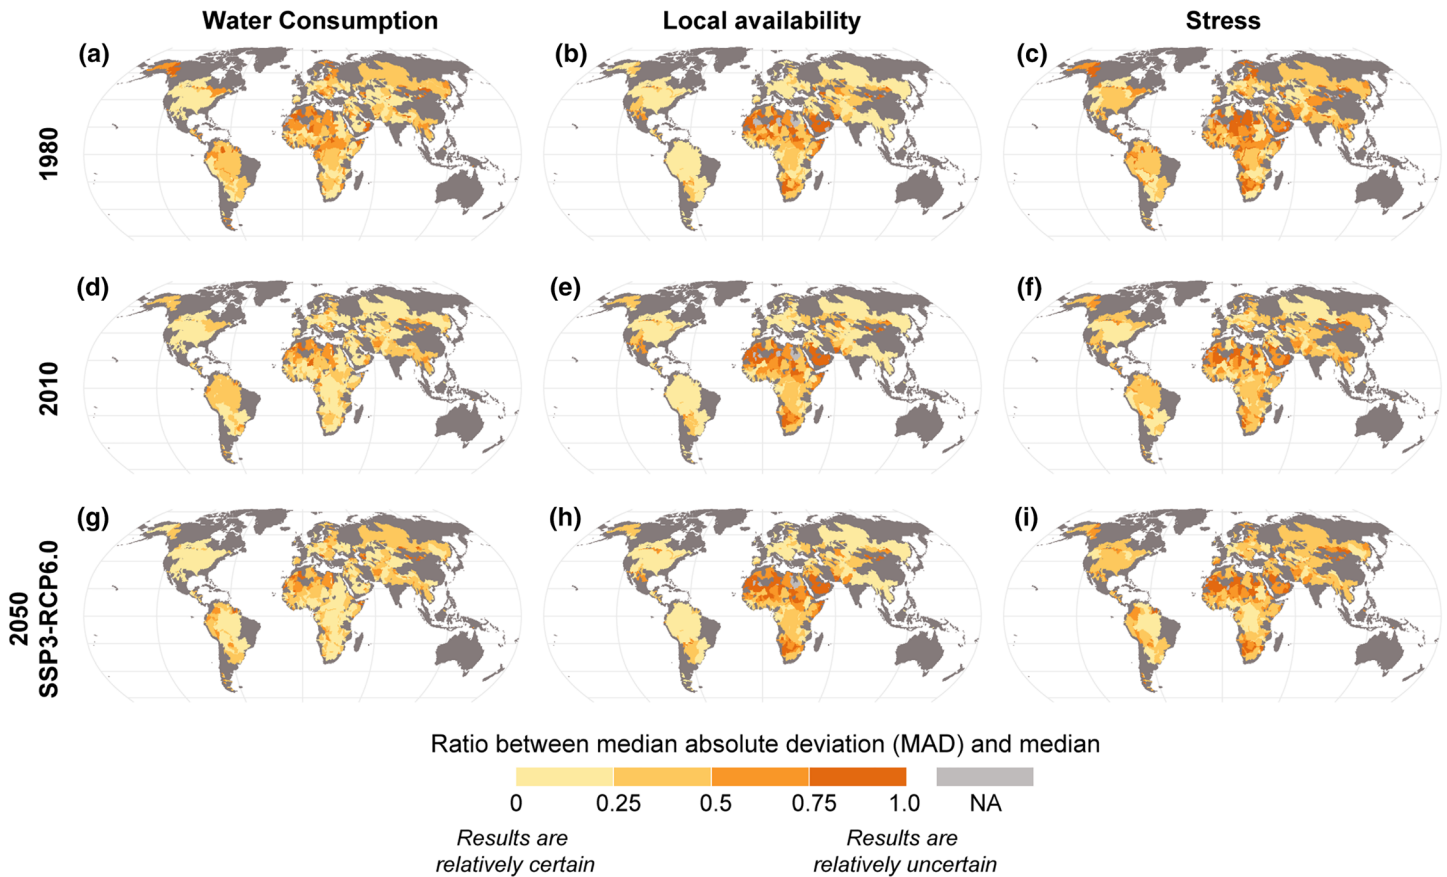 Water Consumption
Local availability
Stress
(a)
(b)
(c)
1980
(d)
(e)
(f)
2010
(g)
(h)
(i)
2050
SSP3-RCP6.0
Ratio between median absolute deviation (MAD) and median
0
0.25
0.5
0.75
1.0
NA
Results are
relatively certain
Results are
relatively uncertain